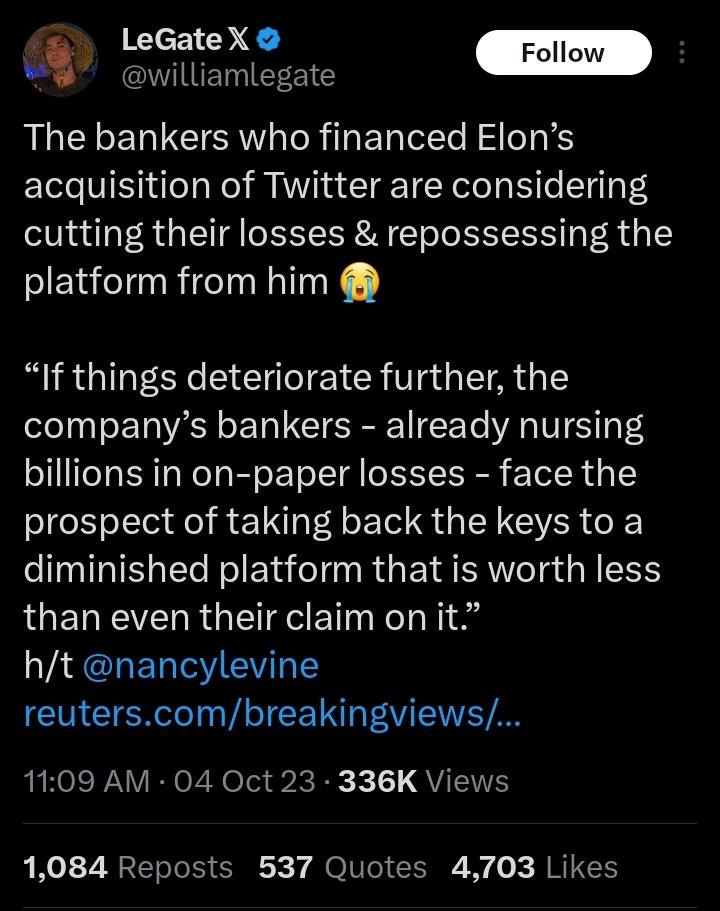 LeGate 𝕏
@williamlegate
Follow
The bankers who financed Elon’s
acquisition of Twitter are considering
cutting their losses & repossessing the
platform from him 😭
“If things deteriorate further, the
company’s bankers - already nursing
billions in on-paper losses - face the
prospect of taking back the keys to a
diminished platform that is worth less
than even their claim on it.”
h/t @nancylevine
reuters.com/breakingviews/...
11:09 AM · 04 Oct 23 · 336K Views
1,084 Reposts 537 Quotes 4,703 Likes